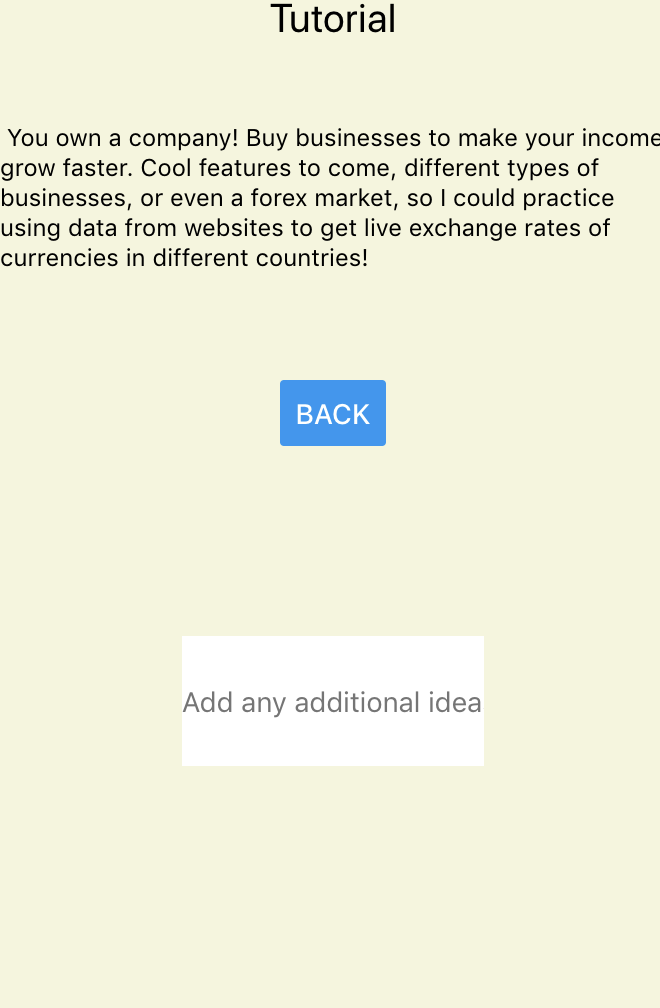 Tutorial
You own a company! Buy businesses to make your income
grow faster. Cool features to come, different types of
businesses, or even a forex market, so I could practice
using data from websites to get live exchange rates of
currencies in different countries!
BACK
Add any additional idea